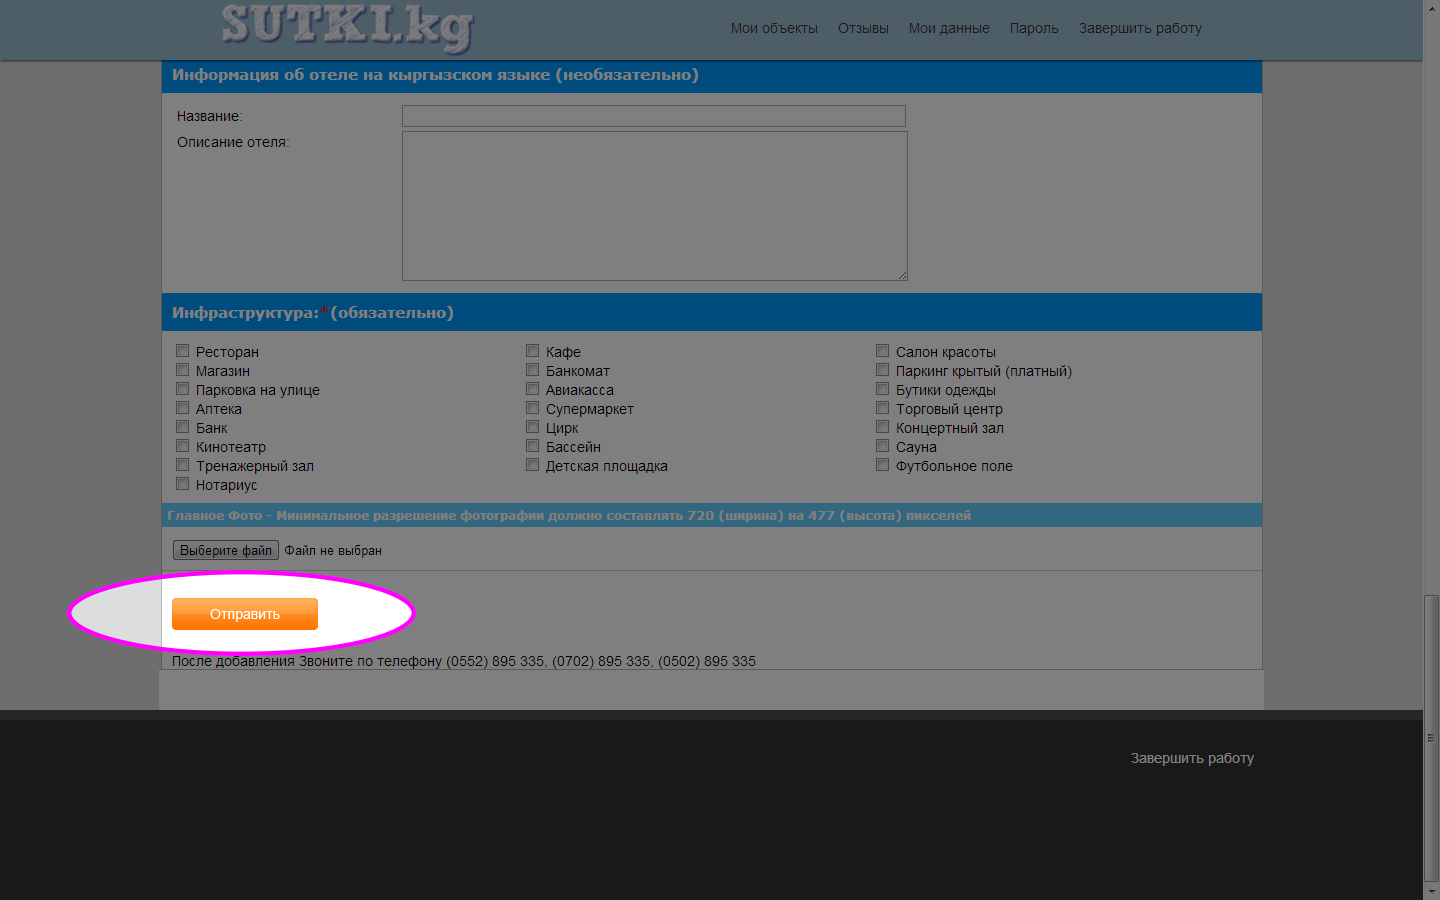 SUTKI.kg
Мои объекты Отзывы Мои данные Пароль Завершить работу
Информация об отеле на кыргызском языке (необязательно)
Название:
Описание отеля:
Инфраструктура:*(обязательно)
Ресторан Кафе Салон красоты
Магазин Банкомат Паркинг крытый (платный)
Парковка на улице Авиакасса Бутики одежды
Аптека Супермаркет Торговый центр
Банк Цирк Концертный зал
Кинотеатр Бассейн Сауна
Тренажерный зал Детская площадка Футбольное поле
Нотариус
Главное Фото - Минимальное разрешение фотографии должно составлять 720 (ширина) на 477 (высота) пикселей
Выберите файл Файл не выбран
Отправить
После добавления Звоните по телефону (0552) 895 335, (0702) 895 335, (0502) 895 335
Завершить работу